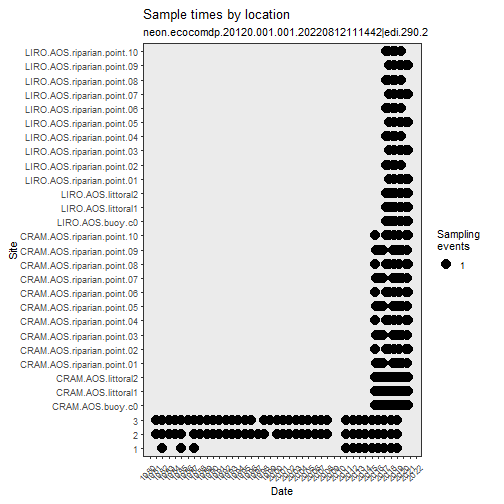 Sample times by location
neon.ecocomdp.20120.001.001.20220812111442|edi.290.2
LIRO.AOS.riparian.point.10
LIRO.AOS.riparian.point.09
LIRO.AOS.riparian.point.08
LIRO.AOS.riparian.point.07
LIRO.AOS.riparian.point.06
LIRO.AOS.riparian.point.05
LIRO.AOS.riparian.point.04
LIRO.AOS.riparian.point.03
LIRO.AOS.riparian.point.02
LIRO.AOS.riparian.point.01
LIRO.AOS.littoral2
LIRO.AOS.littoral1
LIRO.AOS.buoy.c0
CRAM.AOS.riparian.point.10
CRAM.AOS.riparian.point.09
CRAM.AOS.riparian.point.08
CRAM.AOS.riparian.point.07
CRAM.AOS.riparian.point.06
CRAM.AOS.riparian.point.05
CRAM.AOS.riparian.point.04
CRAM.AOS.riparian.point.03
CRAM.AOS.riparian.point.02
CRAM.AOS.riparian.point.01
CRAM.AOS.littoral2
CRAM.AOS.littoral1
CRAM.AOS.buoy.c0
3
2
1
Site
Date
Sampling
events
1